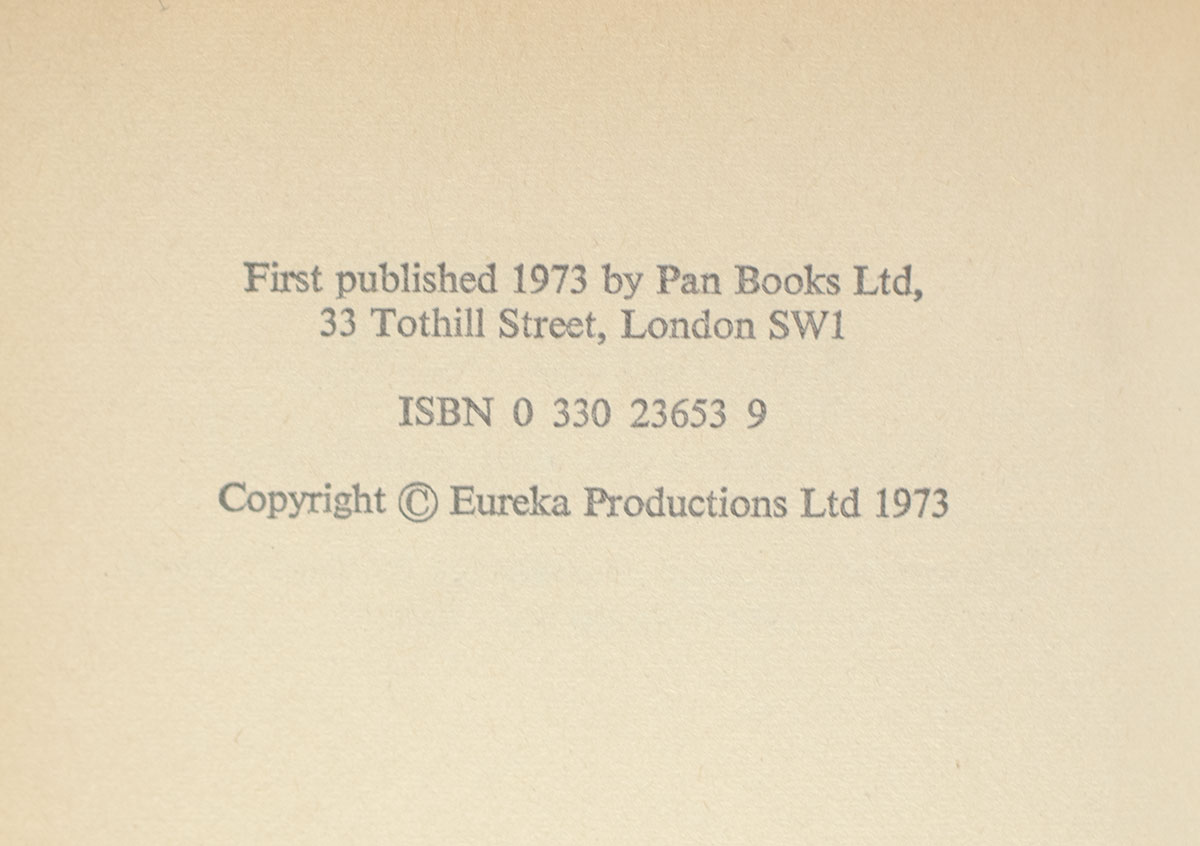 First published 1973 by Pan Books Ltd,
33 Tothill Street, London SW1
ISBN 0 330 23653 9
Copyright © Eureka Productions Ltd 1973